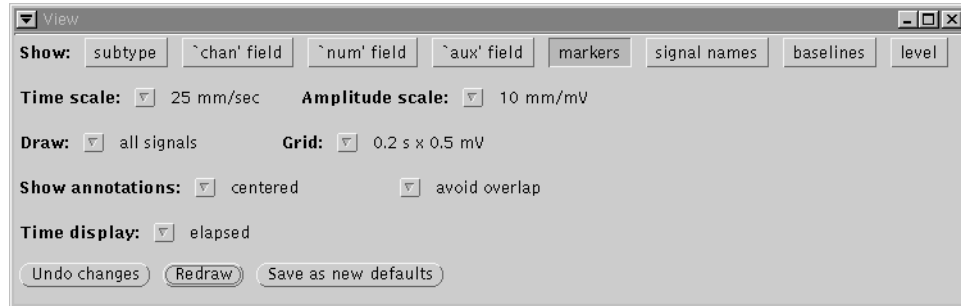 View
Show: subtype `chan' field `num' field `aux' field markers signal names baselines level
Time scale: 25 mm/sec Amplitude scale: 10 mm/mV
Draw: all signals Grid: 0.2 s x 0.5 mV
Show annotations: centered avoid overlap
Time display: elapsed
Undo changes Redraw Save as new defaults